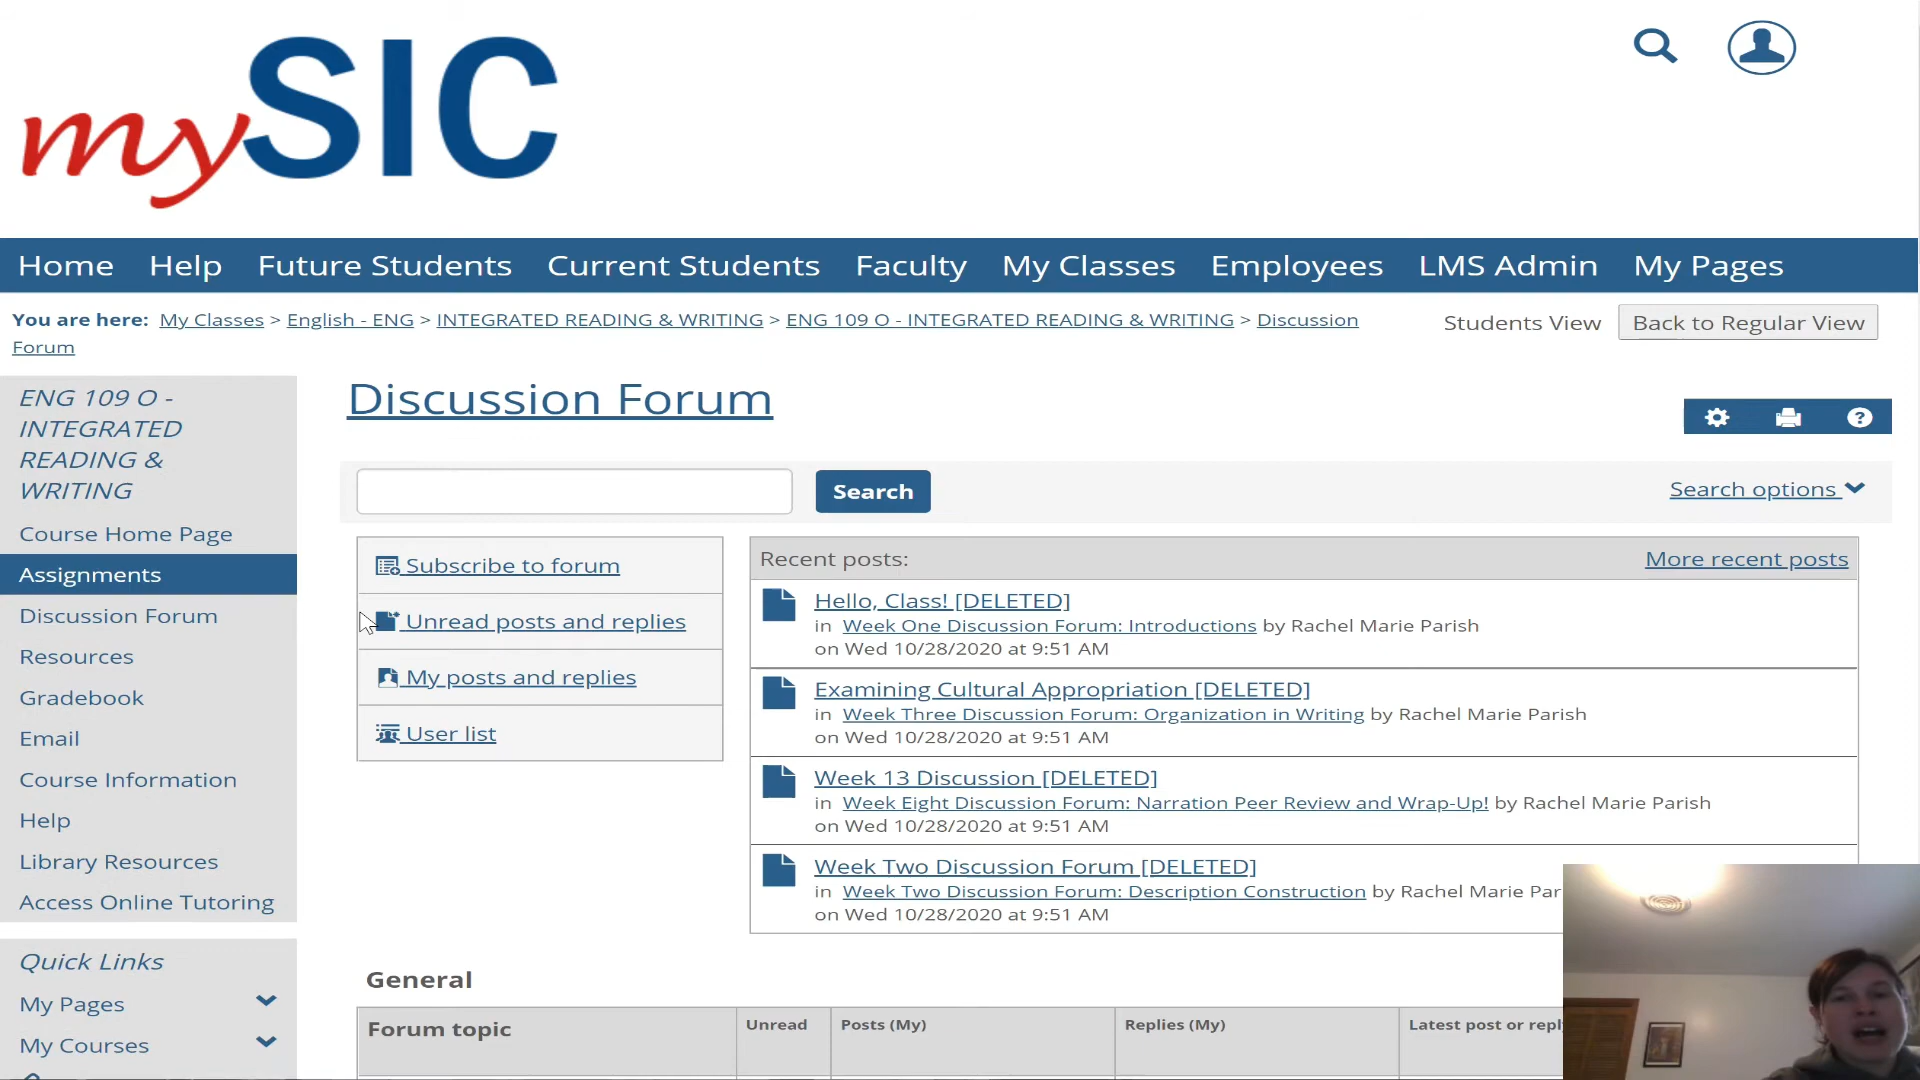 mySIC
Home Help Future Students Current Students Faculty My Classes Employees LMS Admin My Pages
You are here: My Classes > English - ENG > INTEGRATED READING & WRITING > ENG 109 O - INTEGRATED READING & WRITING > Discussion
Forum
Students View Back to Regular View
ENG 109 O -
INTEGRATED
READING &
WRITING
Course Home Page
Assignments
Discussion Forum
Resources
Gradebook
Email
Course Information
Help
Library Resources
Access Online Tutoring
Quick Links
My Pages
My Courses
Discussion Forum
Search
Search options
Subscribe to forum
Unread posts and replies
My posts and replies
User list
Recent posts: More recent posts
Hello, Class! [DELETED]
in Week One Discussion Forum: Introductions by Rachel Marie Parish
on Wed 10/28/2020 at 9:51 AM
Examining Cultural Appropriation [DELETED]
in Week Three Discussion Forum: Organization in Writing by Rachel Marie Parish
on Wed 10/28/2020 at 9:51 AM
Week 13 Discussion [DELETED]
in Week Eight Discussion Forum: Narration Peer Review and Wrap-Up! by Rachel Marie Parish
on Wed 10/28/2020 at 9:51 AM
Week Two Discussion Forum [DELETED]
in Week Two Discussion Forum: Description Construction by Rachel Marie Par
on Wed 10/28/2020 at 9:51 AM
General
Forum topic Unread Posts (My) Replies (My) Latest post or repl